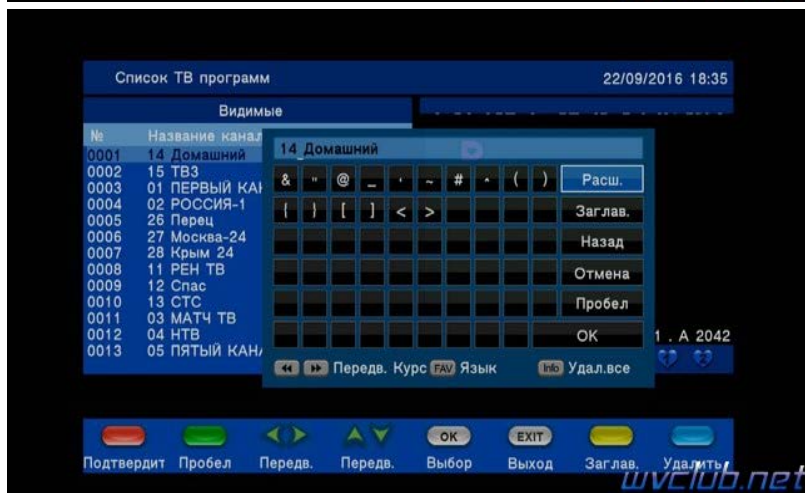 Список ТВ программ 22/09/2016 18:35
Видимые
№ Название канал
0001 14 Домашний
0002 15 ТВ3
0003 01 ПЕРВЫЙ КАН
0004 02 РОССИЯ-1
0005 26 Перец
0006 27 Москва-24
0007 28 Крым 24
0008 11 РЕН ТВ
0009 12 Спас
0010 13 СТС
0011 03 МАТЧ ТВ
0012 04 НТВ
0013 05 ПЯТЫЙ КАН
14_Домашний
& " @ _ ' ~ # ^ ( ) Расш.
{ } [ ] < > Заглав.
Назад
Отмена
Пробел
OK
Передв. Курс FAV Язык Info Удал.все
1 . A 2042
OK EXIT
Подтвердит Пробел Передв. Передв. Выбор Выход Заглав. Удалить
wvclub.net